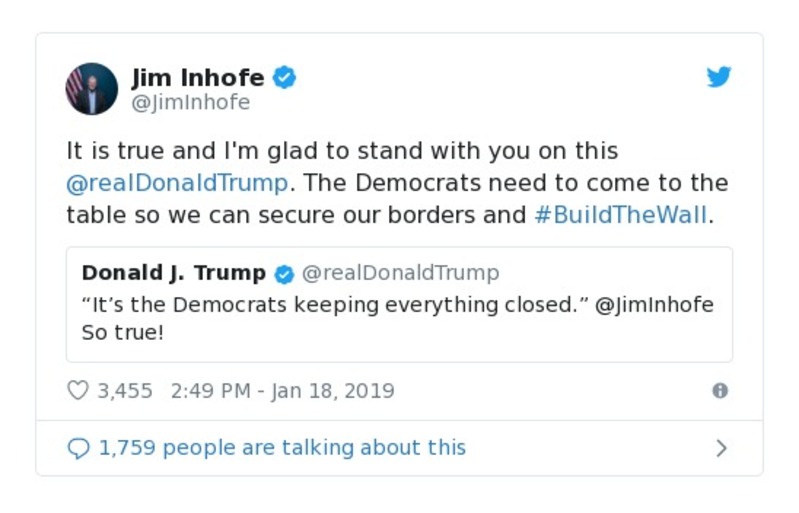 Jim Inhofe
@JimInhofe
It is true and I'm glad to stand with you on this
@realDonaldTrump. The Democrats need to come to the
table so we can secure our borders and #BuildTheWall.
Donald J. Trump @realDonaldTrump
“It’s the Democrats keeping everything closed.” @JimInhofe
So true!
3,455 2:49 PM - Jan 18, 2019
1,759 people are talking about this